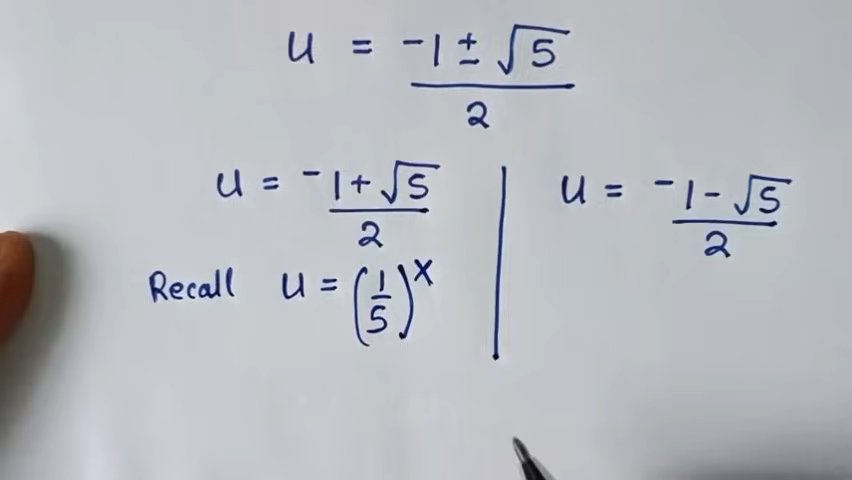 u = -1 ± √5 / 2
u = -1 + √5 / 2
Recall u = (1/5)^x
u = -1 - √5 / 2